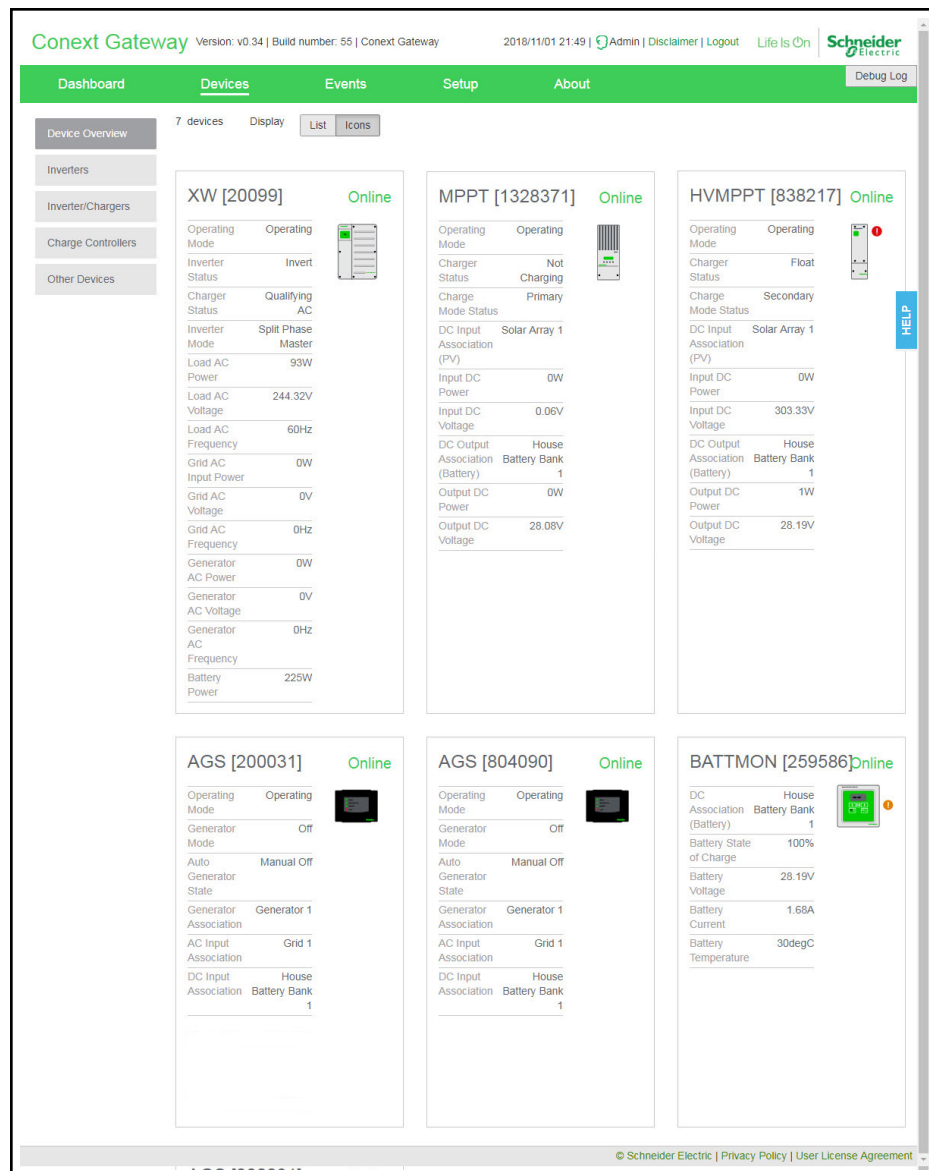 Conext Gateway Version: v0.34 | Build number: 55 | Conext Gateway 2018/11/01 21:49 | Admin | Disclaimer | Logout Life Is On Schneider Electric
Dashboard Devices Events Setup About Debug Log
Device Overview
Inverters
Inverter/Chargers
Charge Controllers
Other Devices
7 devices Display List Icons
HELP
XW [20099] Online
Operating Operating
Mode
Inverter Invert
Status
Charger Qualifying
Status AC
Inverter Split Phase
Mode Master
Load AC 93W
Power
Load AC 244.32V
Voltage
Load AC 60Hz
Frequency
Grid AC 0W
Input Power
Grid AC 0V
Voltage
Grid AC 0Hz
Frequency
Generator 0W
AC Power
Generator 0V
AC Voltage
Generator 0Hz
AC
Frequency
Battery 225W
Power
MPPT [1328371] Online
Operating Operating
Mode
Charger Not
Status Charging
Charge Primary
Mode Status
DC Input Solar Array 1
Association
(PV)
Input DC 0W
Power
Input DC 0.06V
Voltage
DC Output House
Association Battery Bank
(Battery) 1
Output DC 0W
Power
Output DC 28.08V
Voltage
HVMPPT [838217] Online
Operating Operating
Mode
Charger Float
Status
Charge Secondary
Mode Status
DC Input Solar Array 1
Association
(PV)
Input DC 0W
Power
Input DC 303.33V
Voltage
DC Output House
Association Battery Bank
(Battery) 1
Output DC 1W
Power
Output DC 28.19V
Voltage
AGS [200031] Online
Operating Operating
Mode
Generator Off
Mode
Auto Manual Off
Generator
State
Generator Generator 1
Association
AC Input Grid 1
Association
DC Input House
Association Battery Bank
1
AGS [804090] Online
Operating Operating
Mode
Generator Off
Mode
Auto Manual Off
Generator
State
Generator Generator 1
Association
AC Input Grid 1
Association
DC Input House
Association Battery Bank
1
BATTMON [259586] Online
DC House
Association Battery Bank
(Battery) 1
Battery State 100%
of Charge
Battery 28.19V
Voltage
Battery 1.68A
Current
Battery 30degC
Temperature
© Schneider Electric | Privacy Policy | User License Agreement